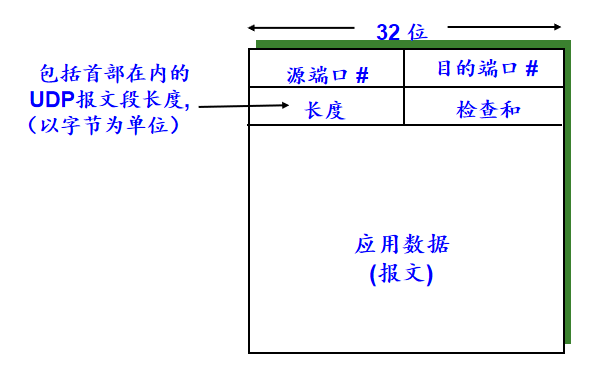 32 位
包括首部在内的
UDP报文段长度,
（以字节为单位）
源端口 #
目的端口 #
长度
检查和
应用数据
(报文)